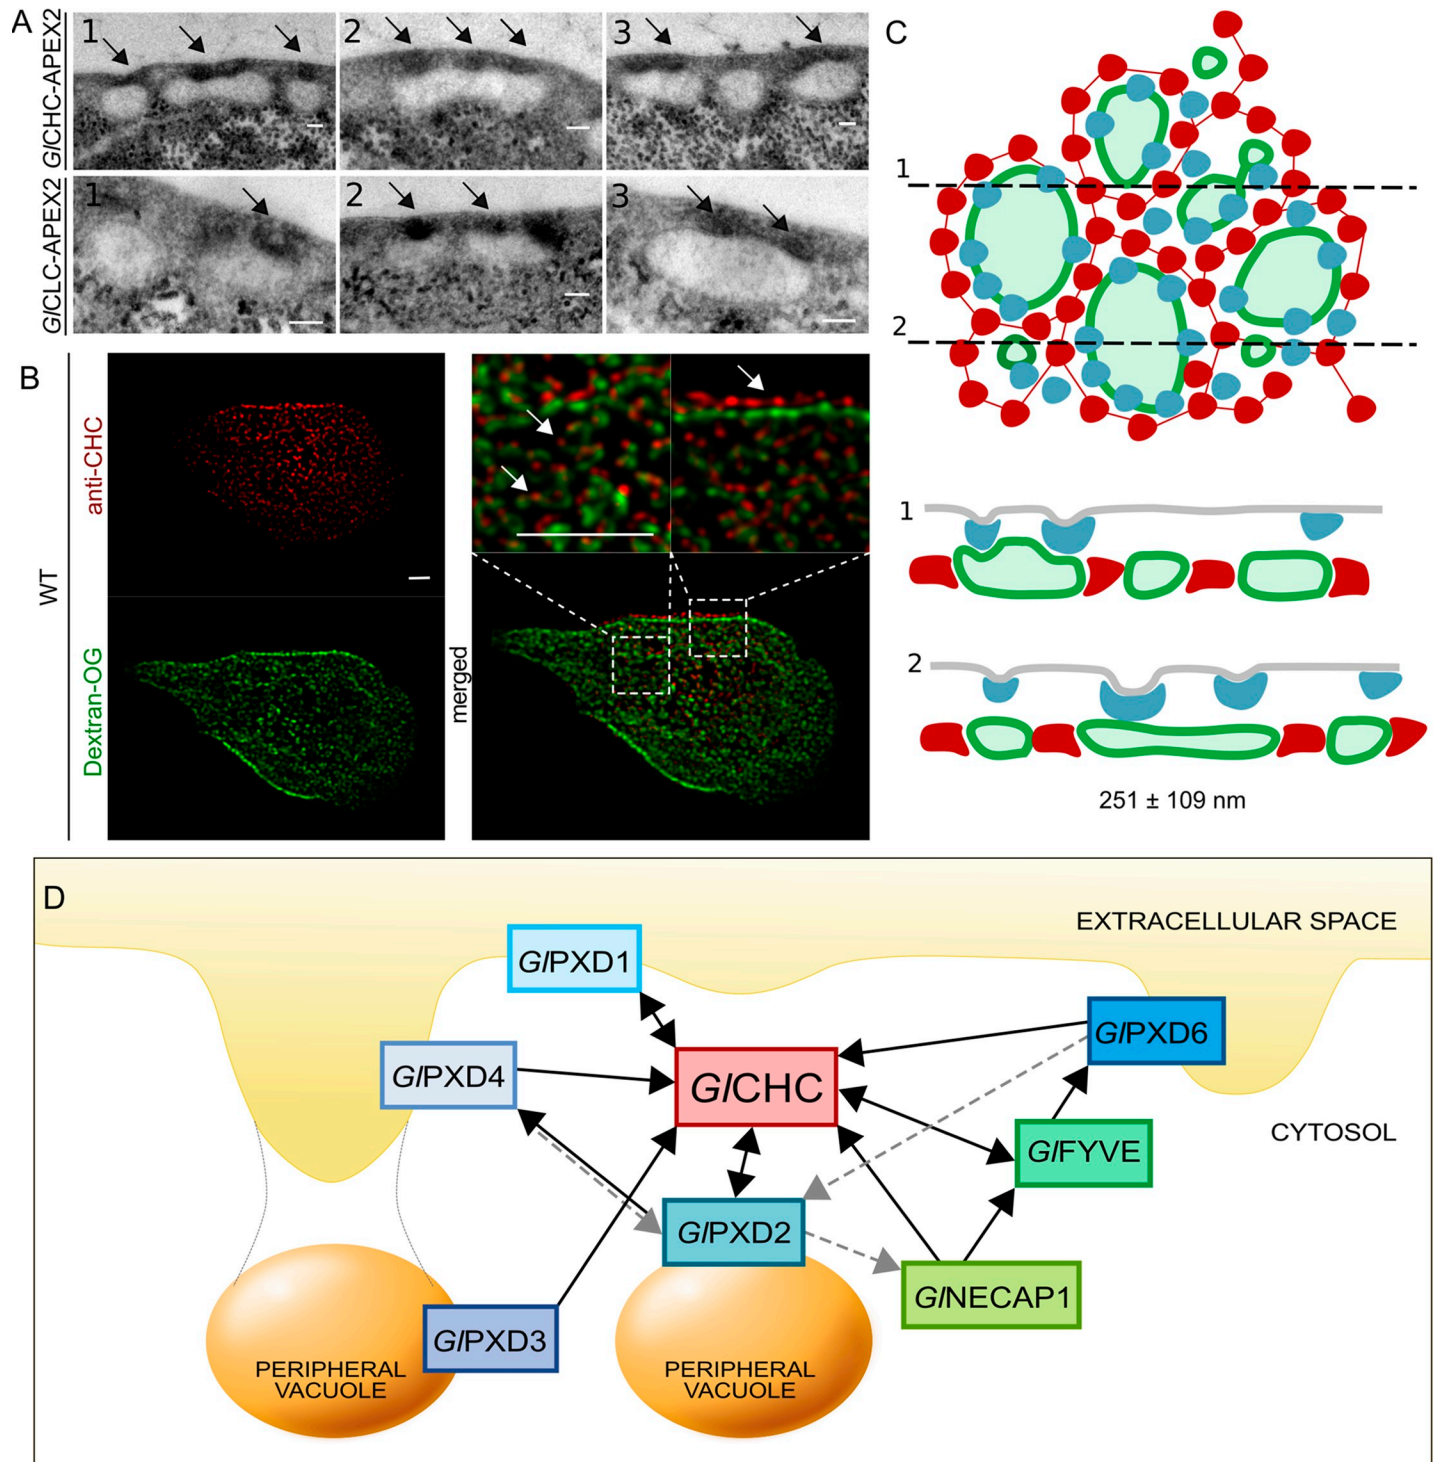 A
GlCHC-APEX2
1
2
3
GlCLC-APEX2
1
2
3
B
WT
anti-CHC
Dextran-OG
merged
C
1
2
1
2
251 ± 109 nm
D
EXTRACELLULAR SPACE
GlPXD1
GlPXD6
GlPXD4
GlCHC
CYTOSOL
GlFYVE
GlPXD2
GlNECAP1
GlPXD3
PERIPHERAL
VACUOLE
PERIPHERAL
VACUOLE